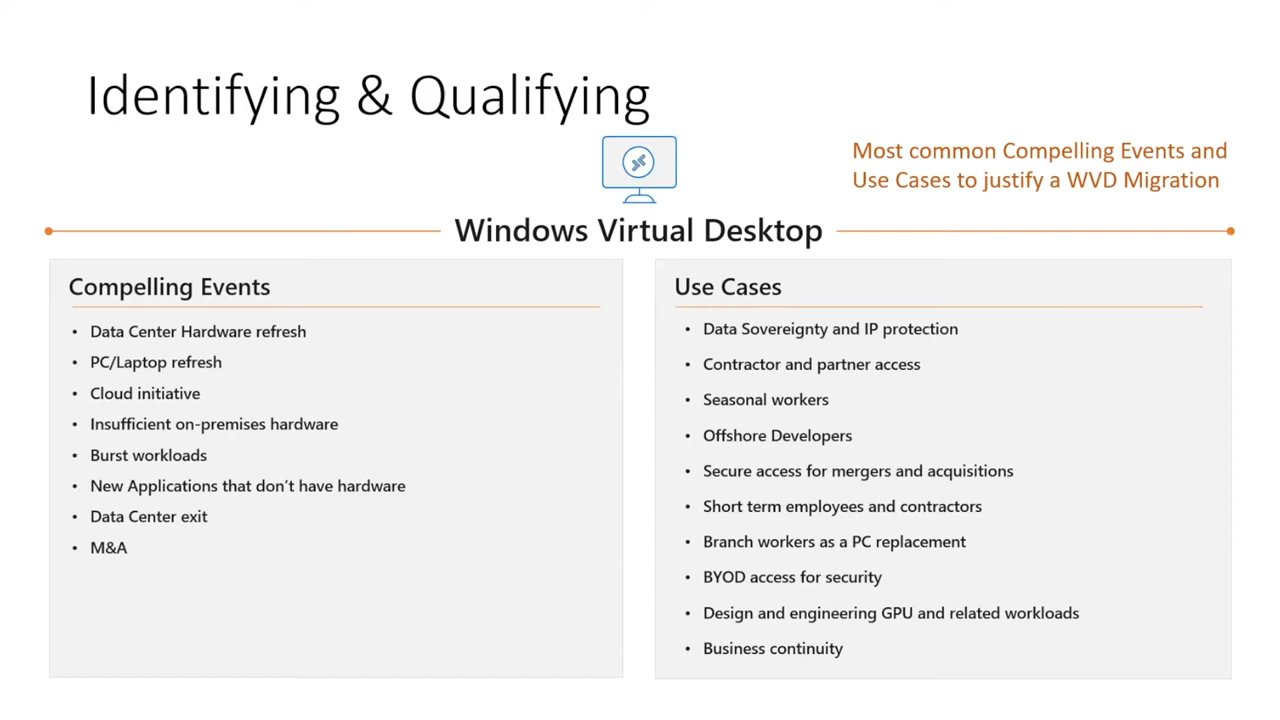 Identifying & Qualifying
Most common Compelling Events and
Use Cases to justify a WVD Migration
Windows Virtual Desktop
Compelling Events
• Data Center Hardware refresh
• PC/Laptop refresh
• Cloud initiative
• Insufficient on-premises hardware
• Burst workloads
• New Applications that don't have hardware
• Data Center exit
• M&A
Use Cases
• Data Sovereignty and IP protection
• Contractor and partner access
• Seasonal workers
• Offshore Developers
• Secure access for mergers and acquisitions
• Short term employees and contractors
• Branch workers as a PC replacement
• BYOD access for security
• Design and engineering GPU and related workloads
• Business continuity